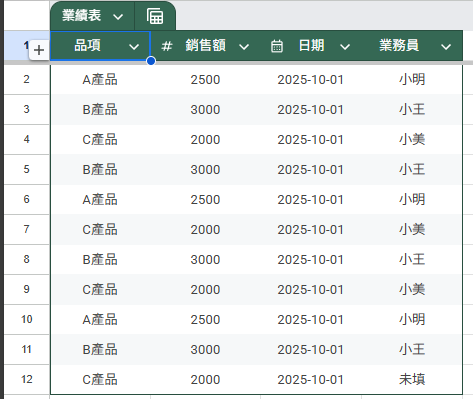 業績表
1 品項 # 銷售額 日期 業務員
2 A產品 2500 2025-10-01 小明
3 B產品 3000 2025-10-01 小王
4 C產品 2000 2025-10-01 小美
5 B產品 3000 2025-10-01 小王
6 A產品 2500 2025-10-01 小明
7 C產品 2000 2025-10-01 小美
8 B產品 3000 2025-10-01 小王
9 C產品 2000 2025-10-01 小美
10 A產品 2500 2025-10-01 小明
11 B產品 3000 2025-10-01 小王
12 C產品 2000 2025-10-01 未填